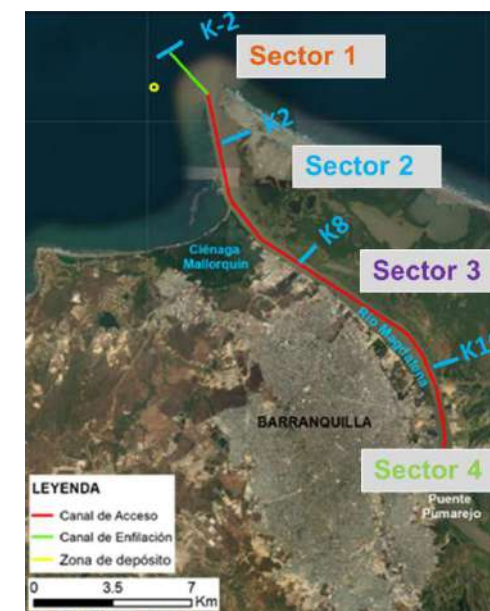 K-2
Sector 1
K2
Sector 2
Ciénaga
Mallorquín
K8
Sector 3
Río Magdalena
K1
BARRANQUILLA
Sector 4
Puente
Pumarejo
LEYENDA
Canal de Acceso
Canal de Enfilación
Zona de depósito
0 3.5 7
Km